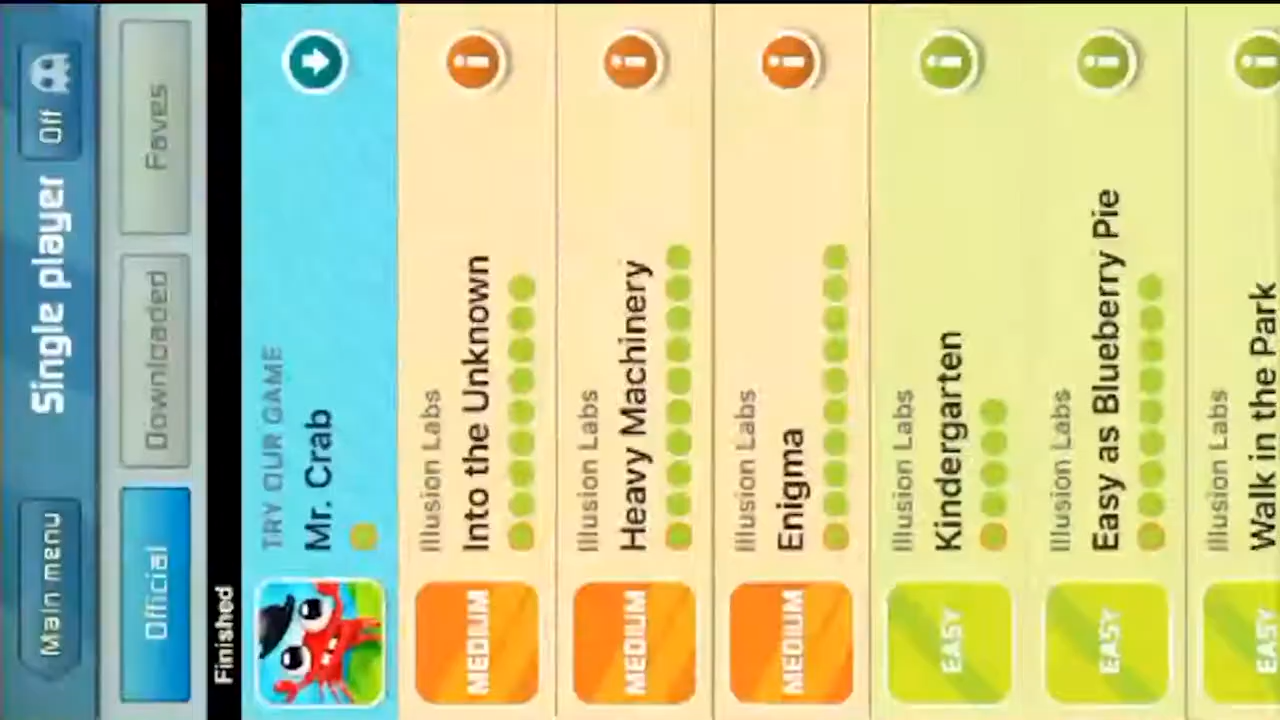 Main menu
Single player
Off
Official
Downloaded
Faves
Finished
TRY OUR GAME
Mr. Crab
MEDIUM
Illusion Labs
Into the Unknown
MEDIUM
Illusion Labs
Heavy Machinery
MEDIUM
Illusion Labs
Enigma
EASY
Illusion Labs
Kindergarten
EASY
Illusion Labs
Easy as Blueberry Pie
EASY
Illusion Labs
Walk in the Park